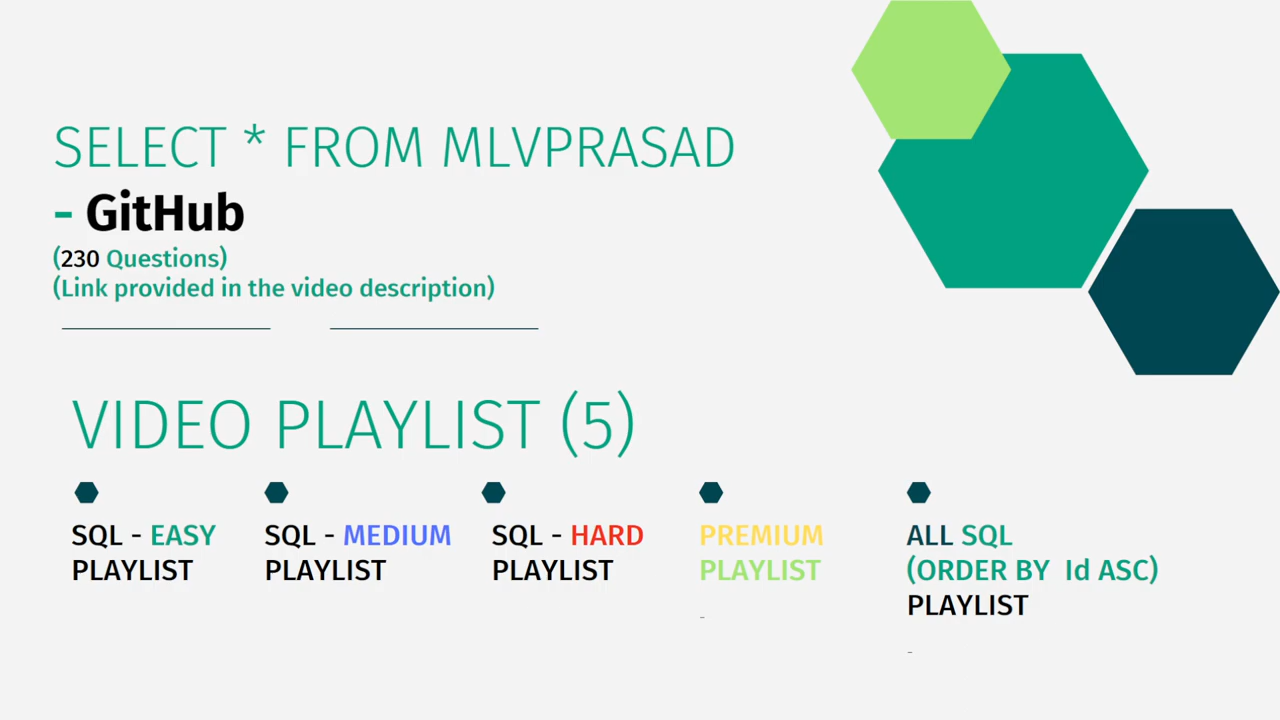 SELECT * FROM MLVPRASAD
- GitHub
(230 Questions)
(Link provided in the video description)
VIDEO PLAYLIST (5)
SQL - EASY
PLAYLIST
SQL - MEDIUM
PLAYLIST
SQL - HARD
PLAYLIST
PREMIUM
PLAYLIST
-
ALL SQL
(ORDER BY Id ASC)
PLAYLIST
-